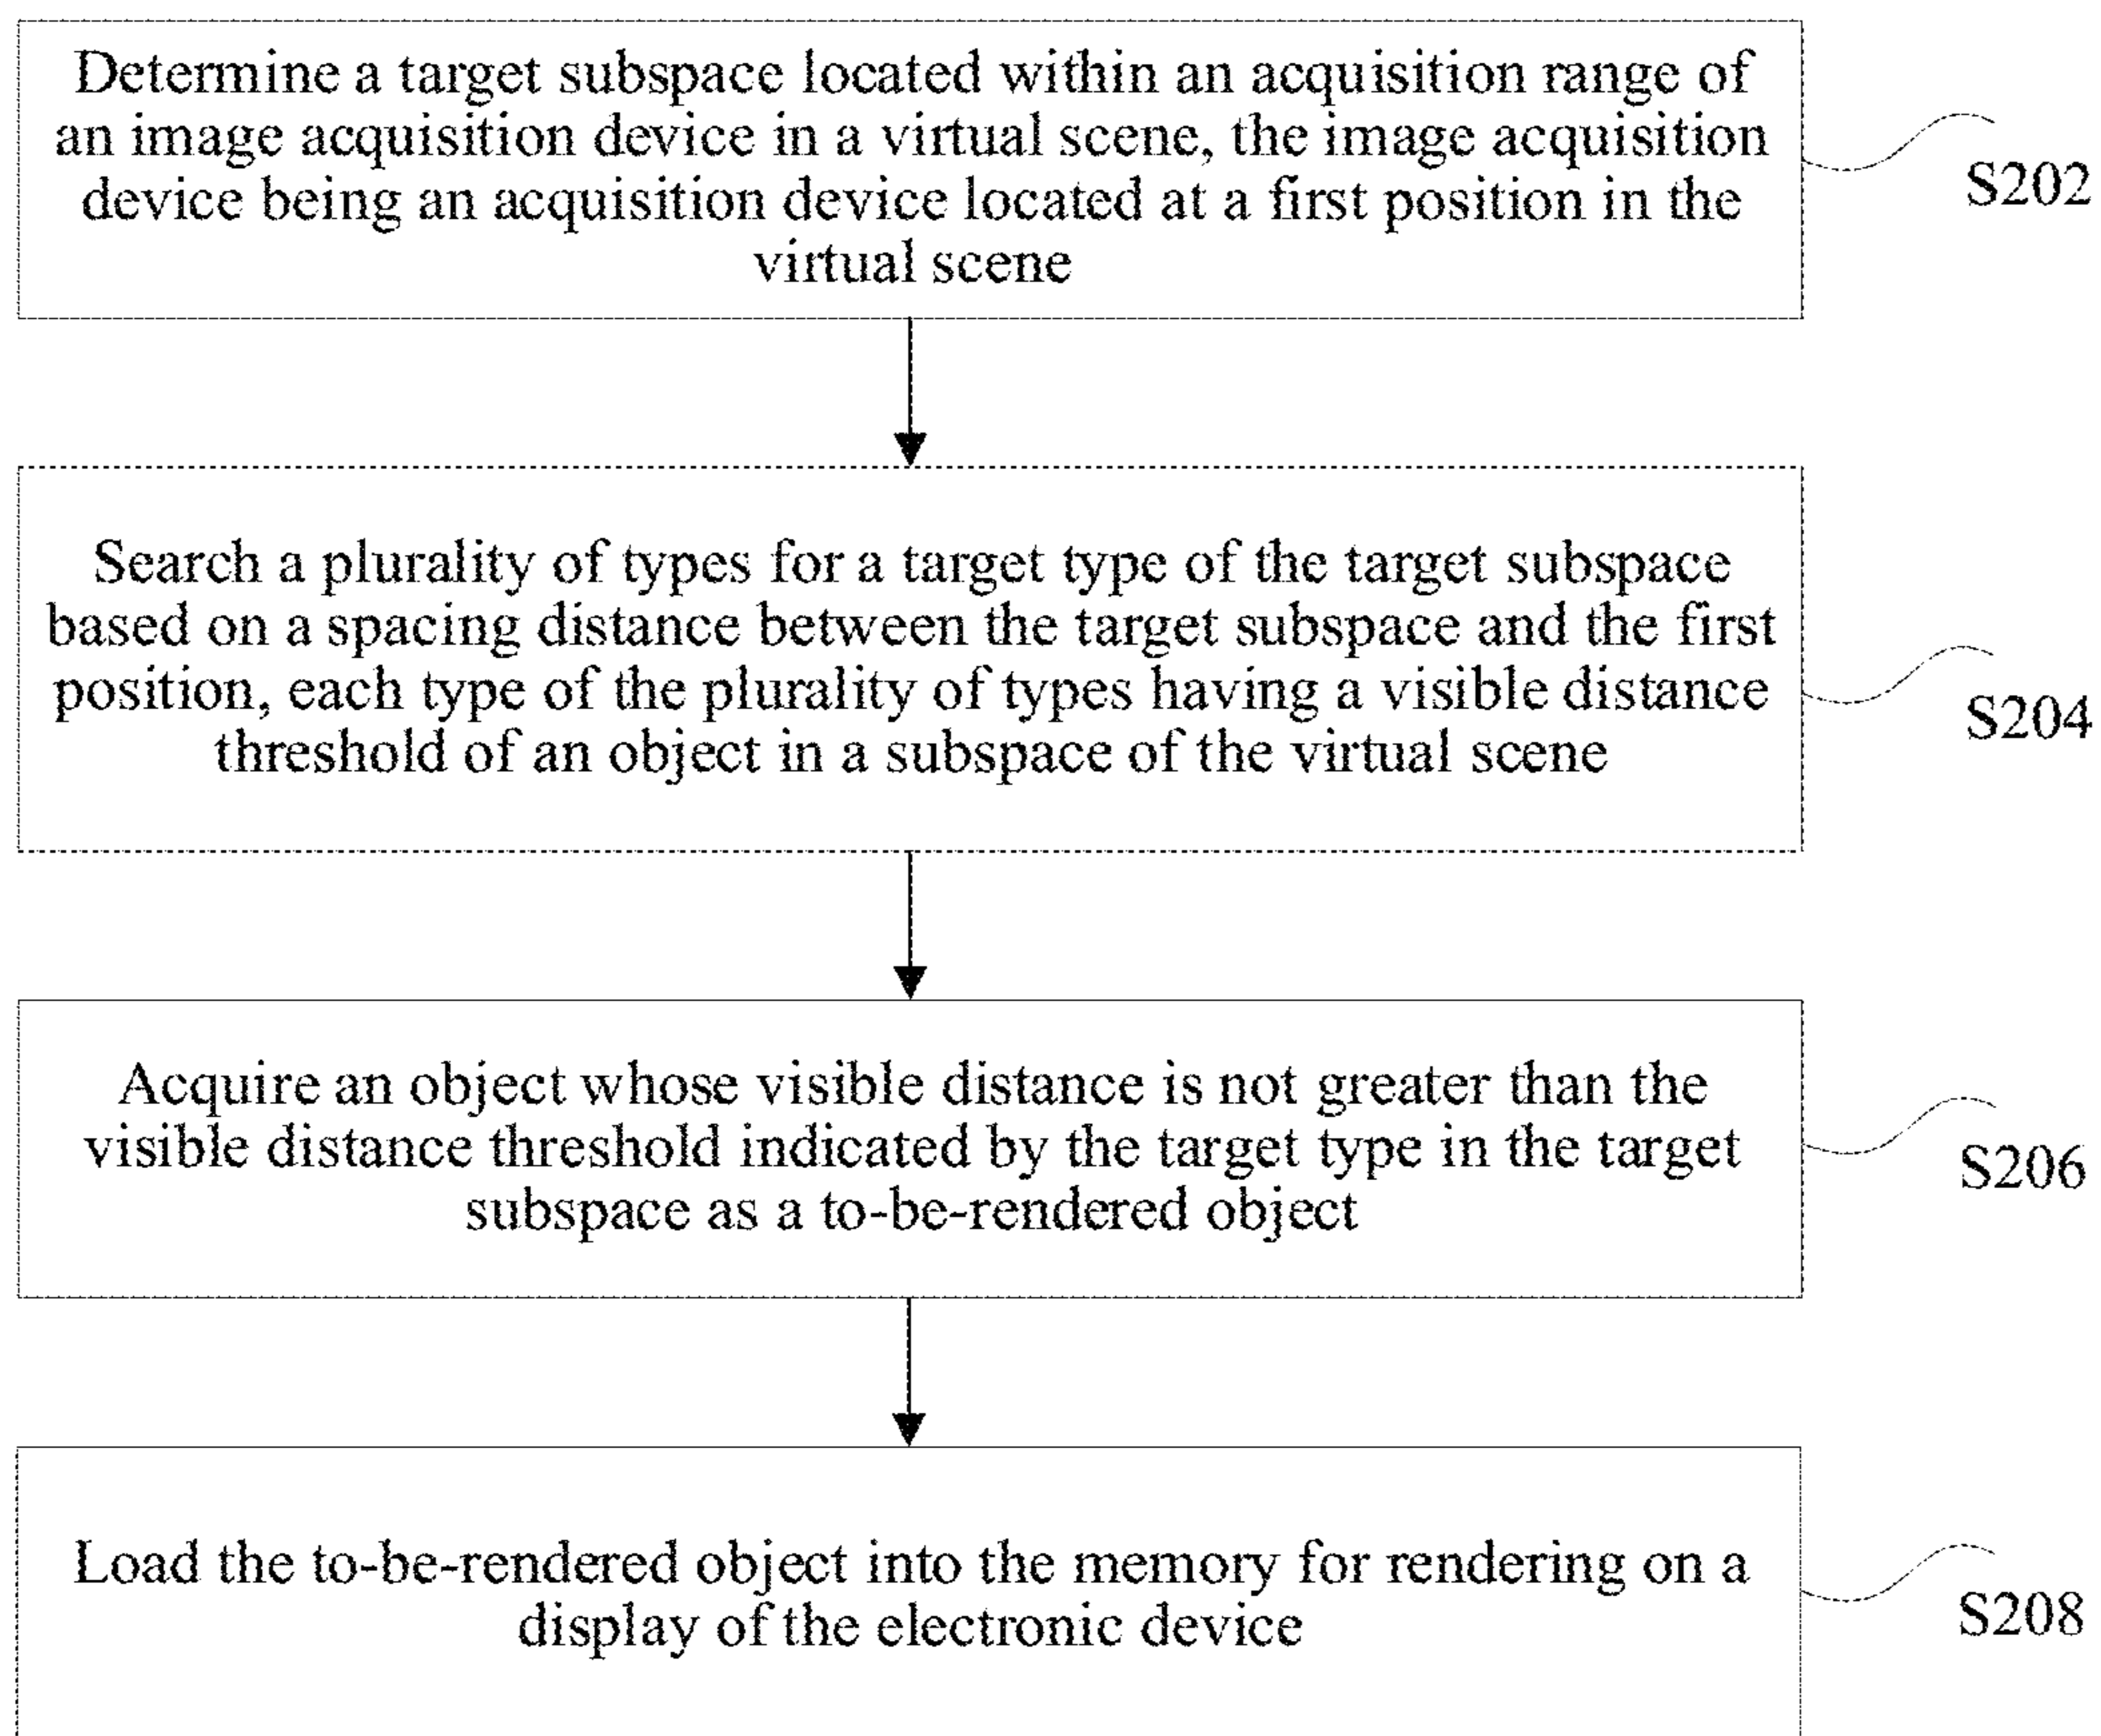 Determine a target subspace located within an acquisition range of
an image acquisition device in a virtual scene, the image acquisition
device being an acquisition device located at a first position in the
virtual scene
S202
Search a plurality of types for a target type of the target subspace
based on a spacing distance between the target subspace and the first
position, each type of the plurality of types having a visible distance
threshold of an object in a subspace of the virtual scene
S204
Acquire an object whose visible distance is not greater than the
visible distance threshold indicated by the target type in the target
subspace as a to-be-rendered object
S206
Load the to-be-rendered object into the memory for rendering on a
display of the electronic device
S208